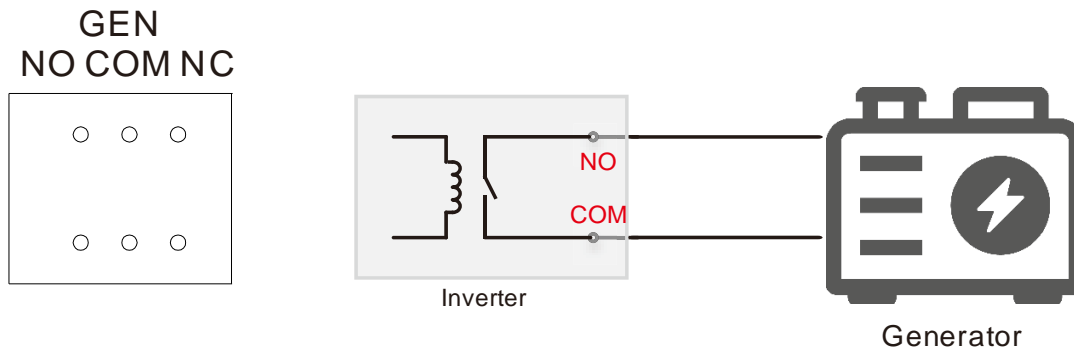 GEN
NO COM NC
NO
COM
Inverter
Generator